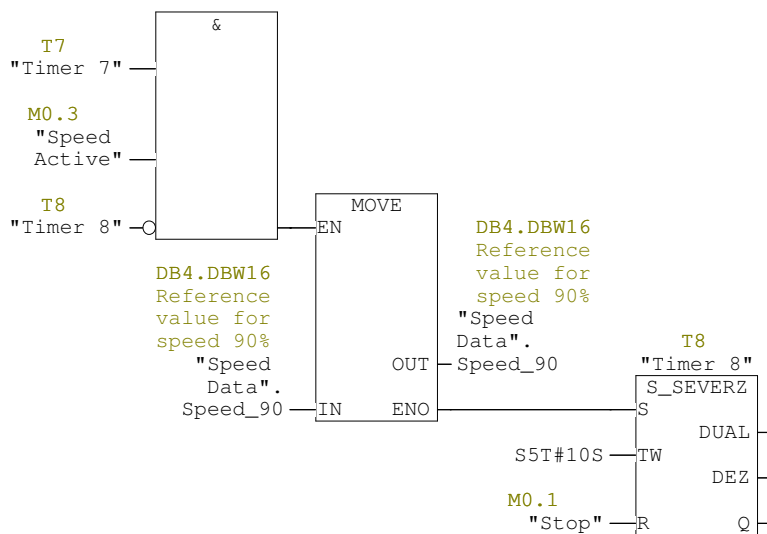 &
T7
"Timer 7"
M0.3
"Speed
Active"
T8
"Timer 8"
MOVE
EN
DB4.DBW16
Reference
value for
speed 90%
"Speed
Data".
Speed_90
IN
DB4.DBW16
Reference
value for
speed 90%
"Speed
Data".
OUT Speed_90
ENO
T8
"Timer 8"
S_SEVERZ
S
DUAL
S5T#10S TW
DEZ
M0.1
"Stop" R Q